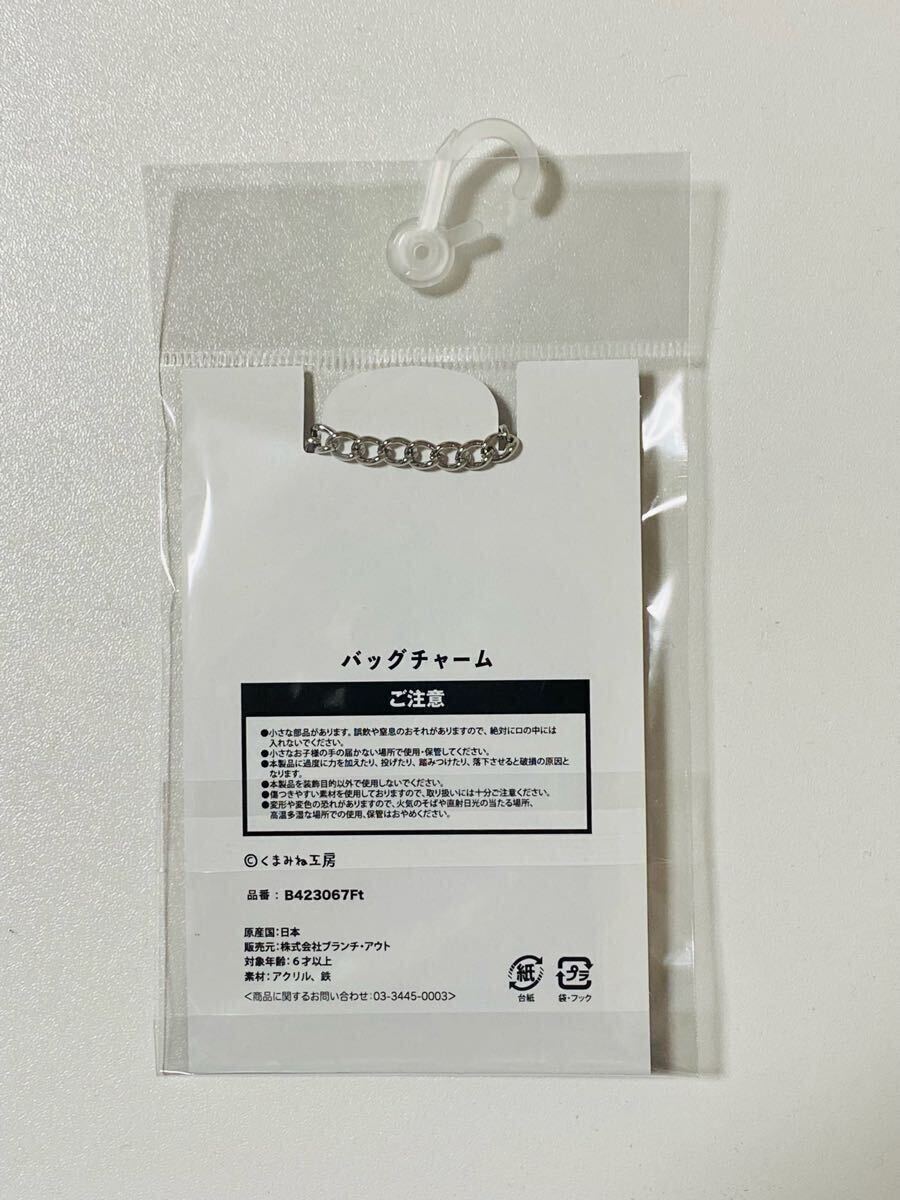 バッグチャーム
ご注意
●小さな部品があります。誤飲や窒息のおそれがありますので、絶対に口の中には
入れないでください。
●小さなお子様の手の届かない場所で使用・保管してください。
●本製品に過度に力を加えたり、投げたり、踏みつけたり、落下させると破損の原因と
なります。
●本製品を装飾目的以外で使用しないでください。
●傷つきやすい素材を使用しておりますので、取り扱いには十分ご注意ください。
●変形や変色の恐れがありますので、火気のそばや直射日光の当たる場所、
高温多湿な場所での使用、保管はおやめください。
©くまみね工房
品番：B423067Ft
原産国：日本
販売元：株式会社ブランチ・アウト
対象年齢：6才以上
素材：アクリル、鉄
＜商品に関するお問い合わせ：03-3445-0003＞
紙
台紙
プラ
袋・フック